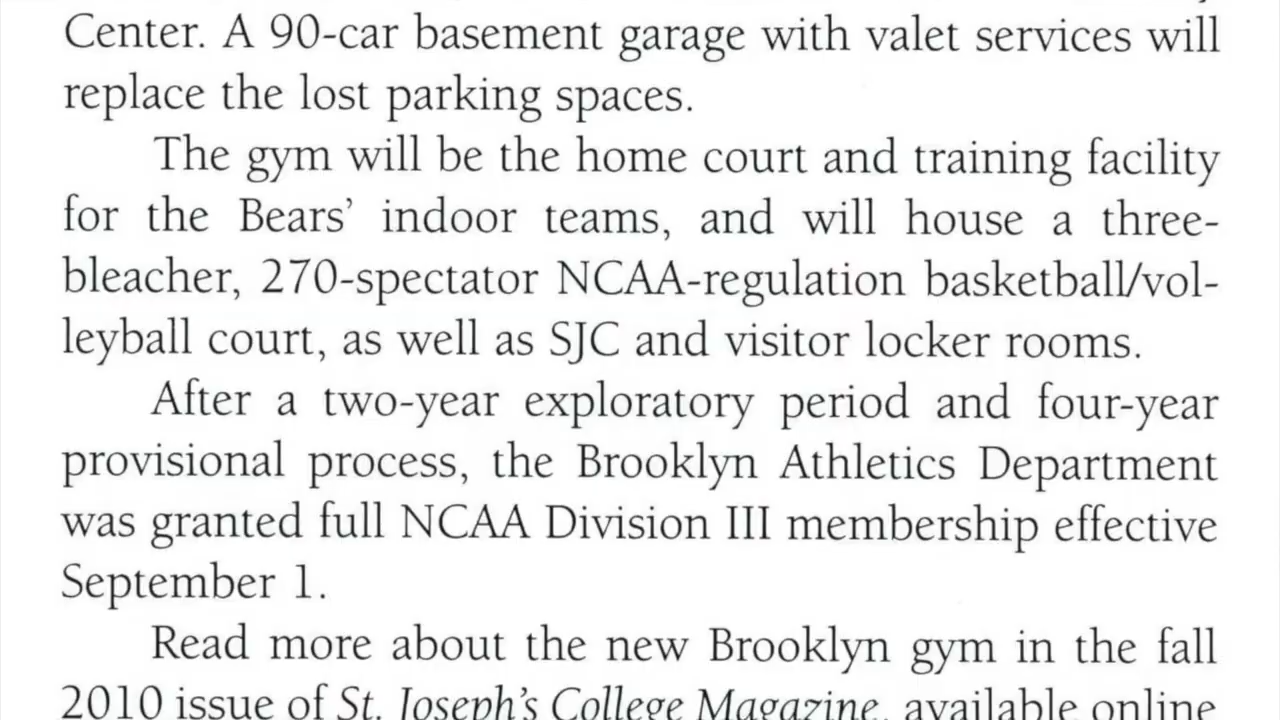 Center. A 90-car basement garage with valet services will
replace the lost parking spaces.
The gym will be the home court and training facility
for the Bears’ indoor teams, and will house a three-
bleacher, 270-spectator NCAA-regulation basketball/vol-
leyball court, as well as SJC and visitor locker rooms.
After a two-year exploratory period and four-year
provisional process, the Brooklyn Athletics Department
was granted full NCAA Division III membership effective
September 1.
Read more about the new Brooklyn gym in the fall
2010 issue of St. Joseph’s College Magazine, available online